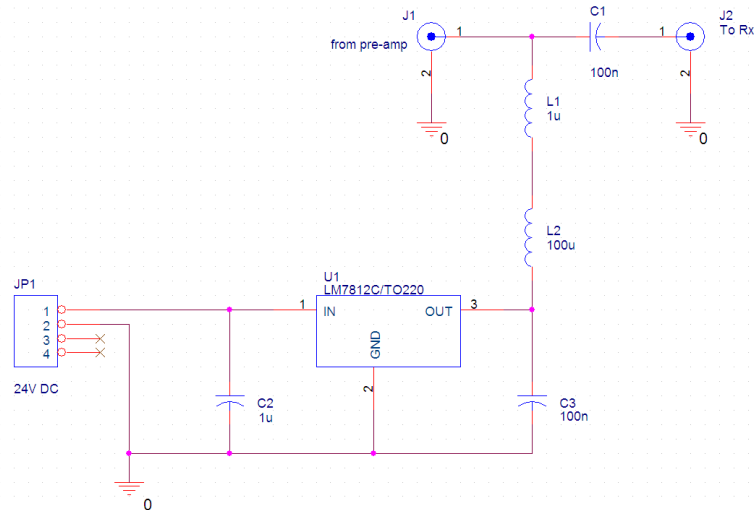 J1
from pre-amp
1
2
0
C1
100n
J2
To Rx
1
2
0
L1
1u
L2
100u
JP1
1
2
3
4
24V DC
U1
LM7812C/TO220
1
IN
OUT
3
GND
2
C2
1u
C3
100n
0